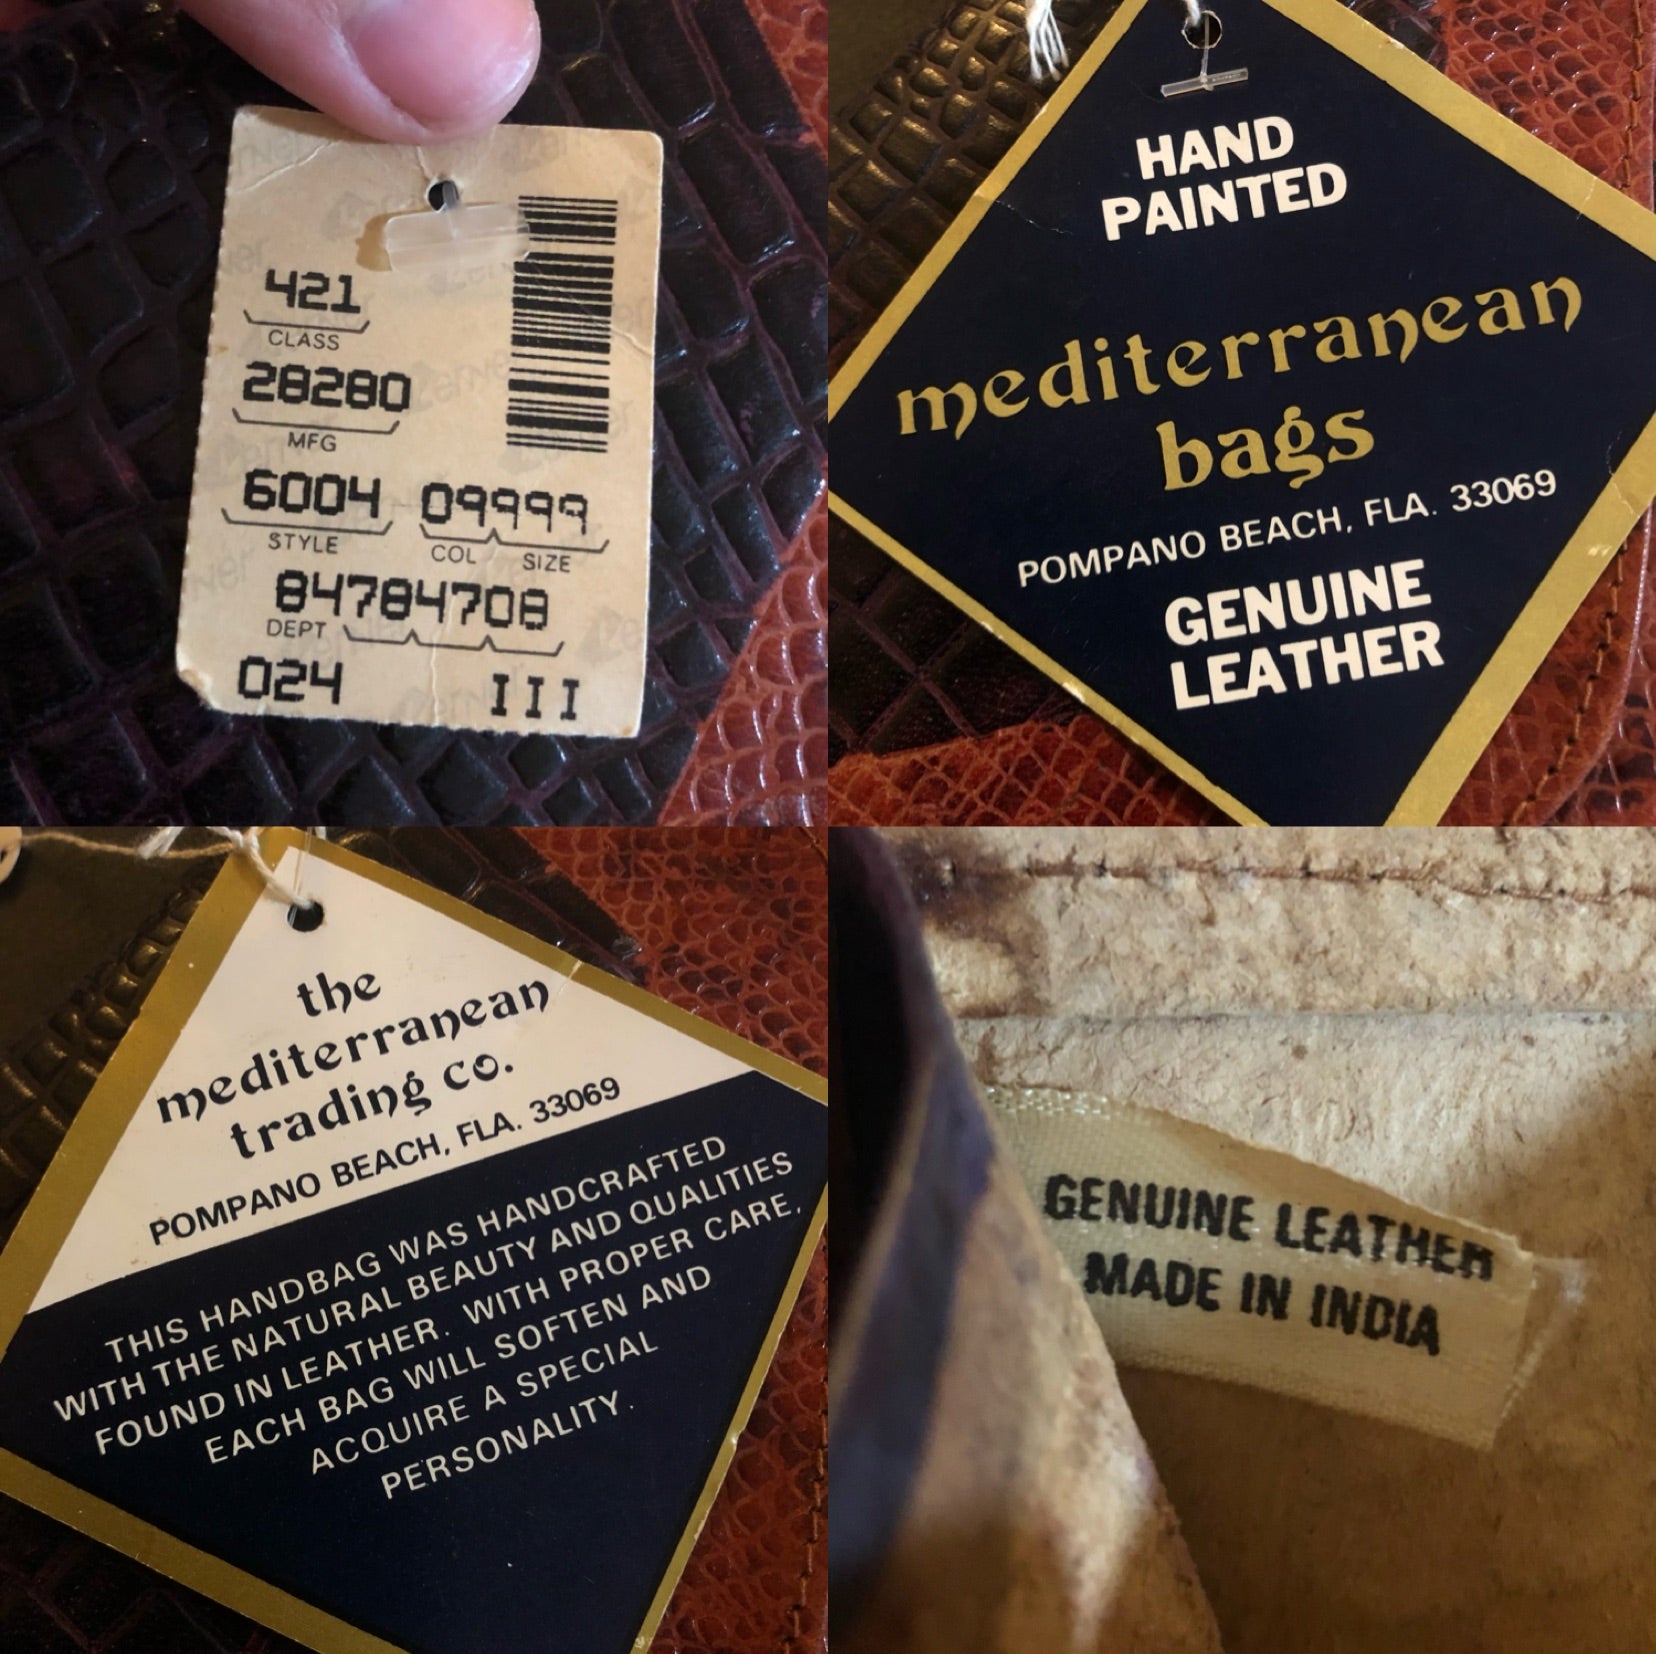 421
CLASS
28280
MFG
6004 09999
STYLE COL SIZE
84784708
DEPT
024 III
HAND
PAINTED
mediterranean
bags
POMPANO BEACH, FLA. 33069
GENUINE
LEATHER
the
mediterranean
trading co.
POMPANO BEACH, FLA. 33069
THIS HANDBAG WAS HANDCRAFTED
WITH THE NATURAL BEAUTY AND QUALITIES
FOUND IN LEATHER. WITH PROPER CARE,
EACH BAG WILL SOFTEN AND
ACQUIRE A SPECIAL
PERSONALITY.
GENUINE LEATHER
MADE IN INDIA